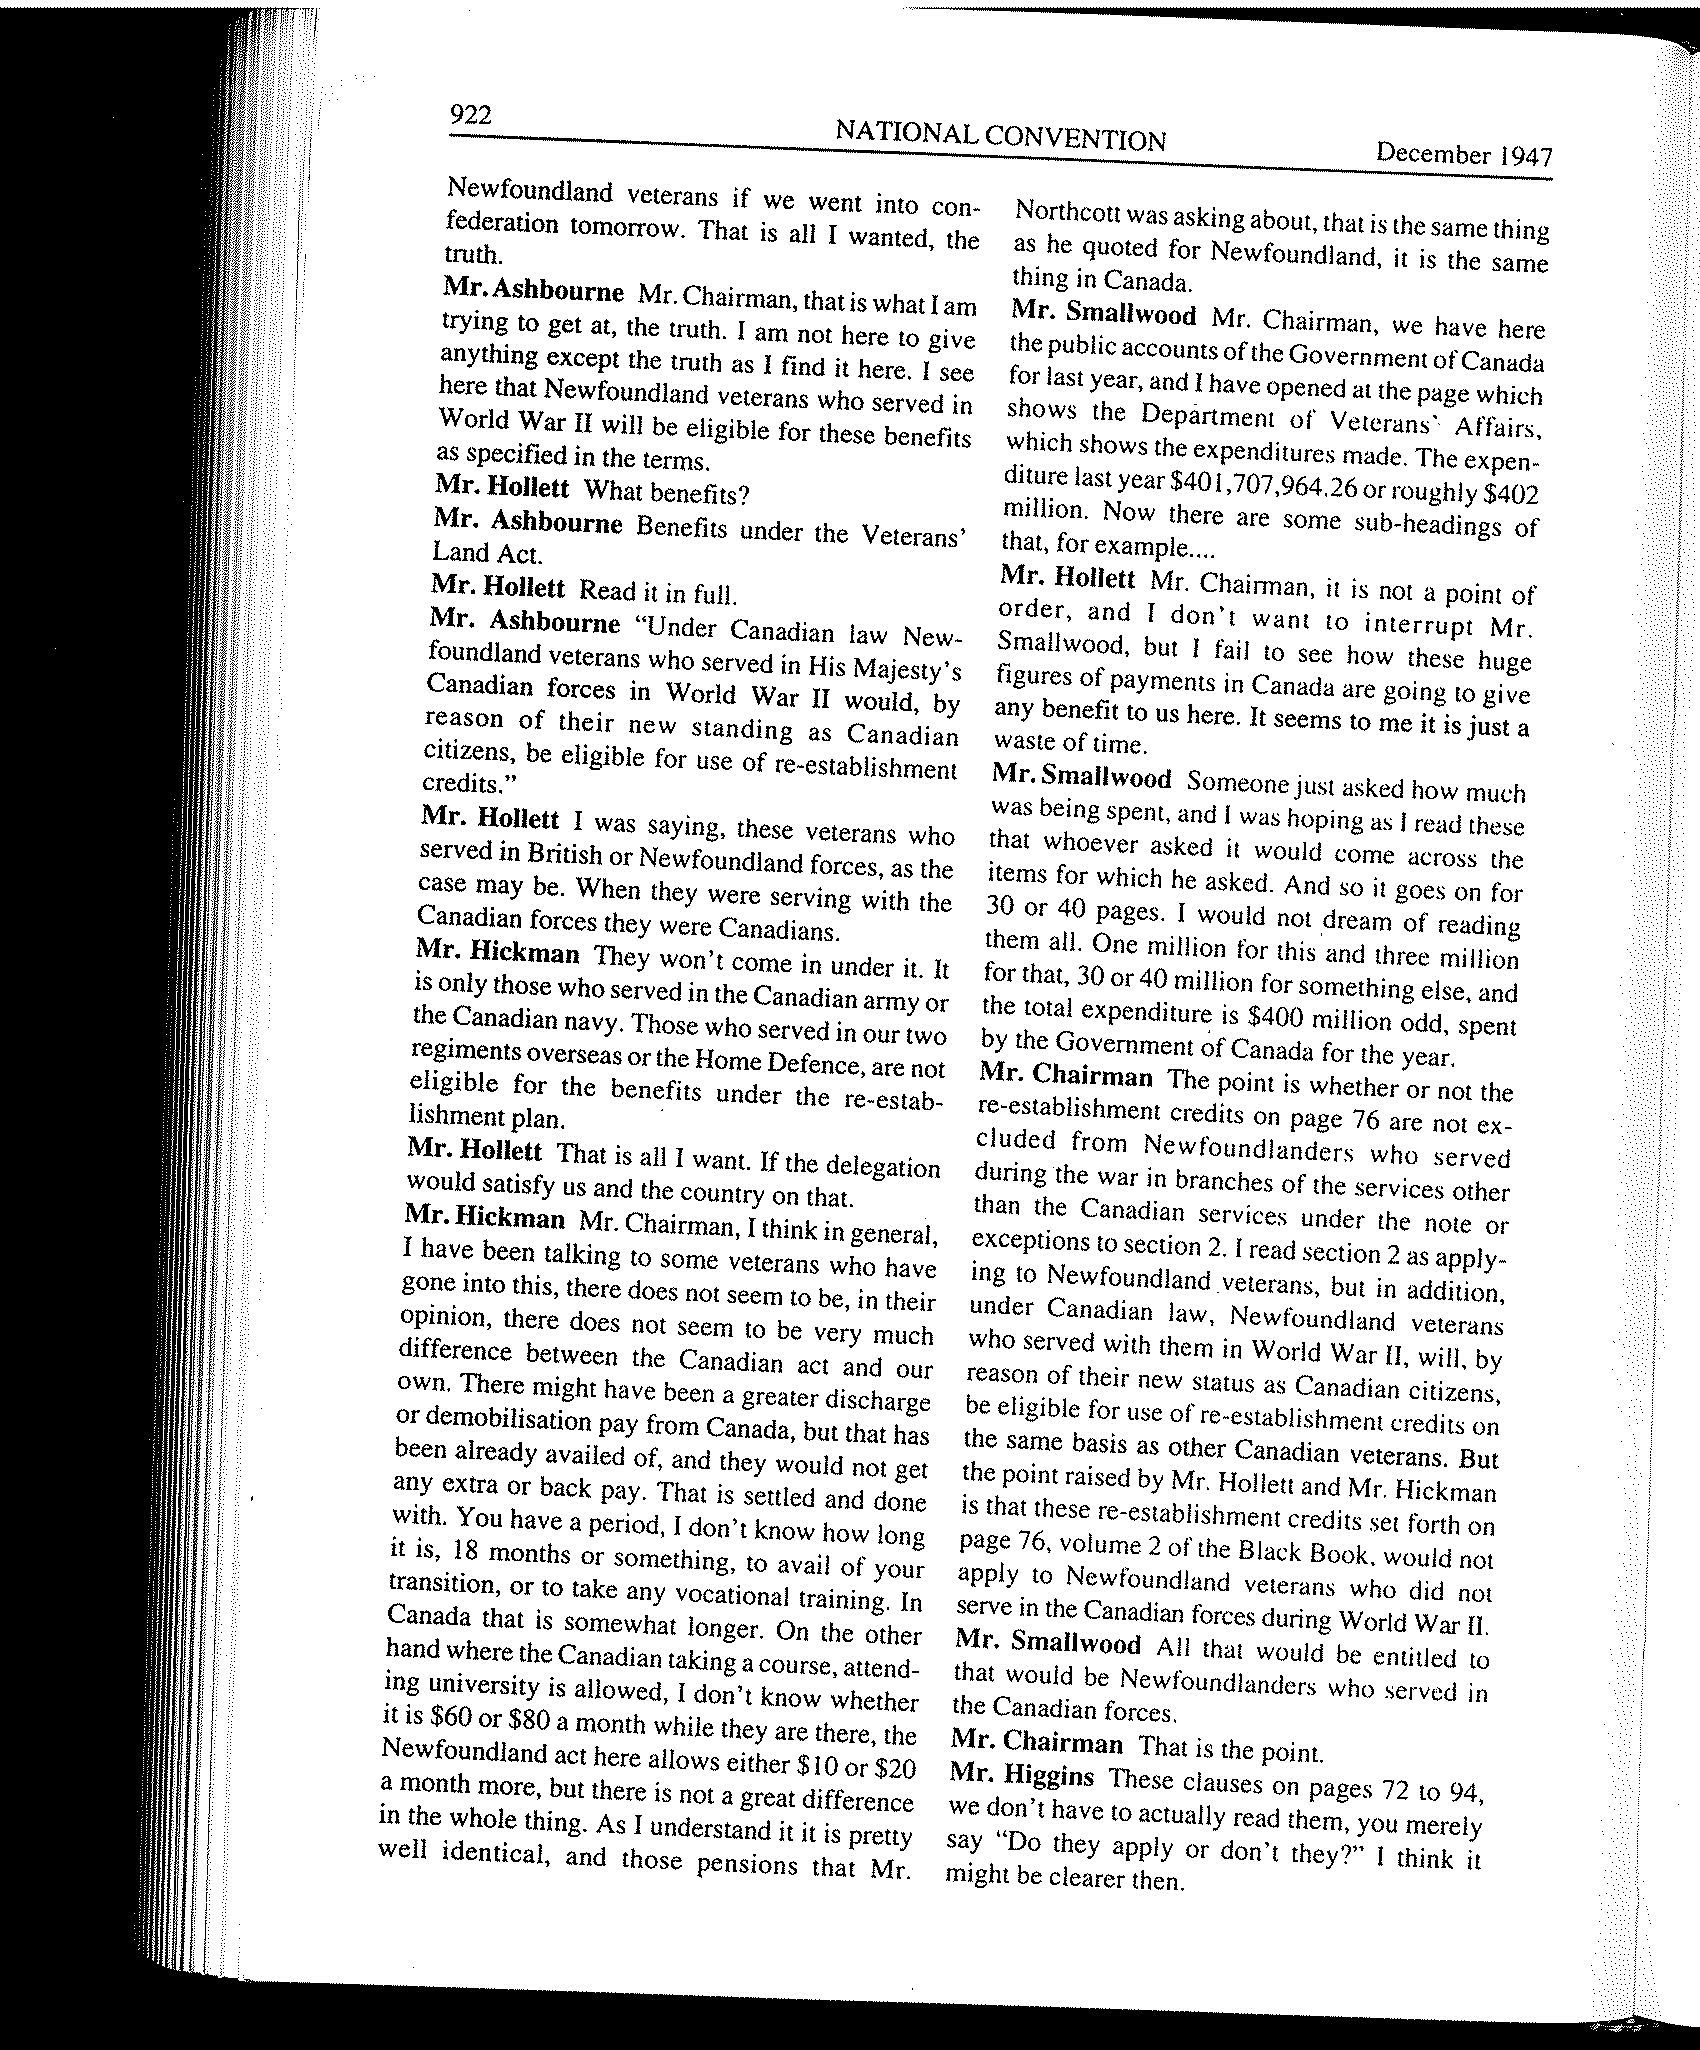 922
NATIONAL CONVENTION
December 1947
Newfoundland veterans if we went into con-
federation tomorrow. That is all I wanted, the
truth.
Mr. Ashbourne Mr. Chairman, that is what I am
trying to get at, the truth. I am not here to give
anything except the truth as I find it here. I see
here that Newfoundland veterans who served in
World War II will be eligible for these benefits
as specified in the terms.
Mr. Hollett What benefits?
Mr. Ashbourne Benefits under the Veterans'
Land Act.
Mr. Hollett Read it in full.
Mr. Ashbourne "Under Canadian law New-
foundland veterans who served in His Majesty's
Canadian forces in World War II would, by
reason of their new standing as Canadian
citizens, be eligible for use of re-establishment
credits."
Mr. Hollett I was saying, these veterans who
served in British or Newfoundland forces, as the
case may be. When they were serving with the
Canadian forces they were Canadians.
Mr. Hickman They won't come in under it. It
is only those who served in the Canadian army or
the Canadian navy. Those who served in our two
regiments overseas or the Home Defence, are not
eligible for the benefits under the re-estab-
lishment plan.
Mr. Hollett That is all I want. If the delegation
would satisfy us and the country on that.
Mr. Hickman Mr. Chairman, I think in general,
I have been talking to some veterans who have
gone into this, there does not seem to be, in their
opinion, there does not seem to be very much
difference between the Canadian act and our
own. There might have been a greater discharge
or demobilisation pay from Canada, but that has
been already availed of, and they would not get
any extra or back pay. That is settled and done
with. You have a period, I don't know how long
it is, 18 months or something, to avail of your
transition, or to take any vocational training. In
Canada that is somewhat longer. On the other
hand where the Canadian taking a course, attend-
ing university is allowed, I don't know whether
it is $60 or $80 a month while they are there, the
Newfoundland act here allows either $10 or $20
a month more, but there is not a great difference
in the whole thing. As I understand it it is pretty
well identical, and those pensions that Mr.
Northcott was asking about, that is the same thing
as he quoted for Newfoundland, it is the same
thing in Canada.
Mr. Smallwood Mr. Chairman, we have here
the public accounts of the Government of Canada
for last year, and I have opened at the page which
shows the Department of Veterans' Affairs,
which shows the expenditures made. The expen-
diture last year $401,707,964.26 or roughly $402
million. Now there are some sub-headings of
that, for example....
Mr. Hollett Mr. Chairman, it is not a point of
order, and I don't want to interrupt Mr.
Smallwood, but I fail to see how these huge
figures of payments in Canada are going to give
any benefit to us here. It seems to me it is just a
waste of time.
Mr. Smallwood Someone just asked how much
was being spent, and I was hoping as I read these
that whoever asked it would come across the
items for which he asked. And so it goes on for
30 or 40 pages. I would not dream of reading
them all. One million for this and three million
for that, 30 or 40 million for something else, and
the total expenditure is $400 million odd, spent
by the Government of Canada for the year.
Mr. Chairman The point is whether or not the
re-establishment credits on page 76 are not ex-
cluded from Newfoundlanders who served
during the war in branches of the services other
than the Canadian services under the note or
exceptions to section 2. I read section 2 as apply-
ing to Newfoundland veterans, but in addition,
under Canadian law, Newfoundland veterans
who served with them in World War II, will, by
reason of their new status as Canadian citizens,
be eligible for use of re-establishment credits on
the same basis as other Canadian veterans. But
the point raised by Mr. Hollett and Mr. Hickman
is that these re-establishment credits set forth on
page 76, volume 2 of the Black Book, would not
apply to Newfoundland veterans who did not
serve in the Canadian forces during World War II.
Mr. Smallwood All that would be entitled to
that would be Newfoundlanders who served in
the Canadian forces.
Mr. Chairman That is the point.
Mr. Higgins These clauses on pages 72 to 94,
we don't have to actually read them, you merely
say "Do they apply or don't they?" I think it
might be clearer then.